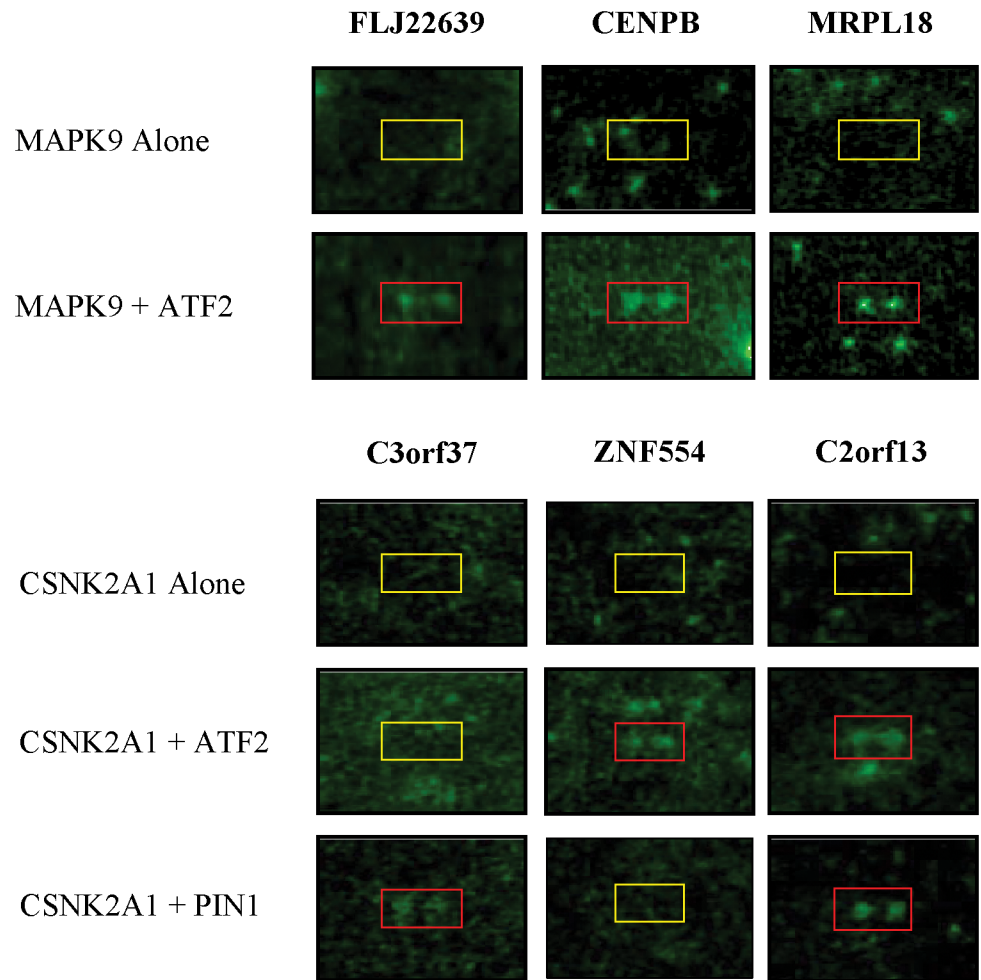 FLJ22639 CENPB MRPL18
MAPK9 Alone
MAPK9 + ATF2
C3orf37 ZNF554 C2orf13
CSNK2A1 Alone
CSNK2A1 + ATF2
CSNK2A1 + PIN1